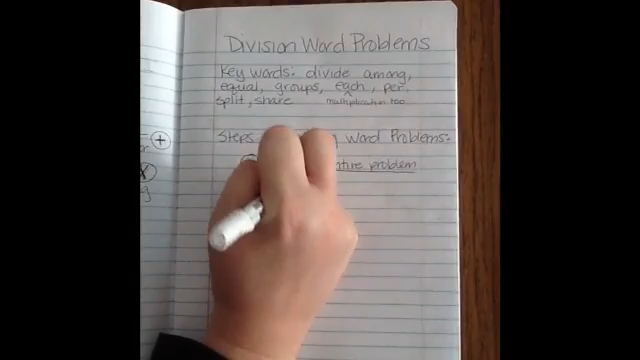 Division Word Problems
Key words: divide among,
equal, groups, each, per
split, share multiplication too
Steps Word Problems:
problem
+
x